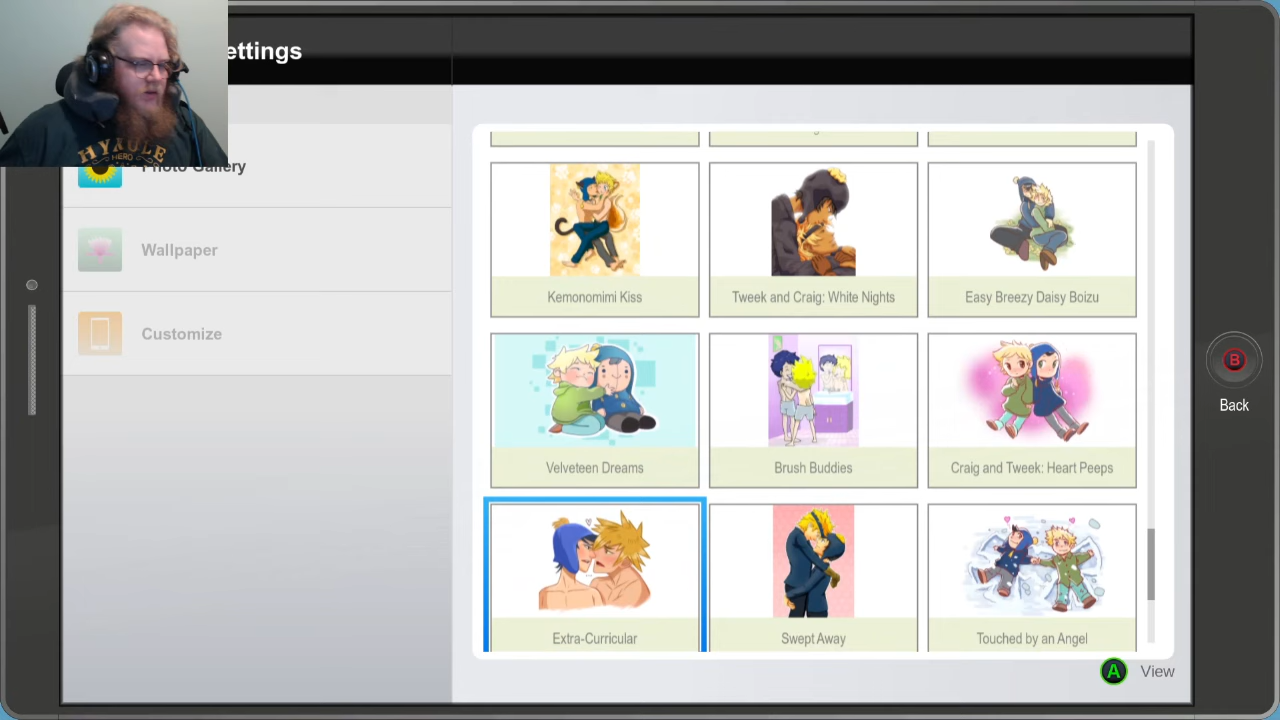 ettings
HYRULE
HERO
Photo Gallery
Wallpaper
Customize
Kemonomimi Kiss
Tweek and Craig: White Nights
Easy Breezy Daisy Boizu
Velveteen Dreams
Brush Buddies
Craig and Tweek: Heart Peeps
Extra-Curricular
Swept Away
Touched by an Angel
B
Back
A View